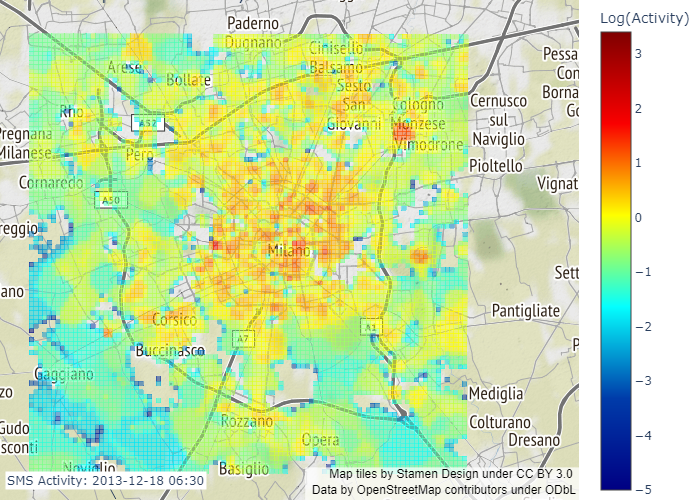 Log(Activity)
Paderno
Dugnano
Cinisello
Balsamo
Arese
Bollate
Sesto
San
Giovanni
Cologno
Monzese
Vimodrone
Cernusco
sul
Naviglio
Pessa
Con
Borna
Go
Rho
A52
Pregnana
Milanese
Pero
Pioltello
Cornaredo
Vignat
A50
reggio
Milano
Sett
ano
Pantigliate
Corsico
A7
A1
P
Buccinasco
Gaggiano
zo
Mediglia
Rozzano
Colturano
Gudo
Dresano
sconti
Opera
Noviglio
Basiglio
3
2
1
0
−1
−2
−3
−4
−5
SMS Activity: 2013-12-18 06:30
Map tiles by Stamen Design under CC BY 3.0
Data by OpenStreetMap contributors under ODbL